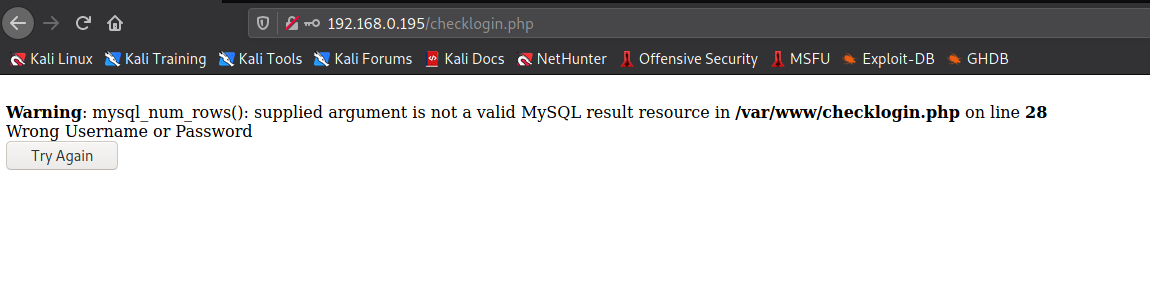 192.168.0.195/checklogin.php
Kali Linux Kali Training Kali Tools Kali Forums Kali Docs NetHunter Offensive Security MSFU Exploit-DB GHDB
Warning: mysql_num_rows(): supplied argument is not a valid MySQL result resource in /var/www/checklogin.php on line 28
Wrong Username or Password
Try Again